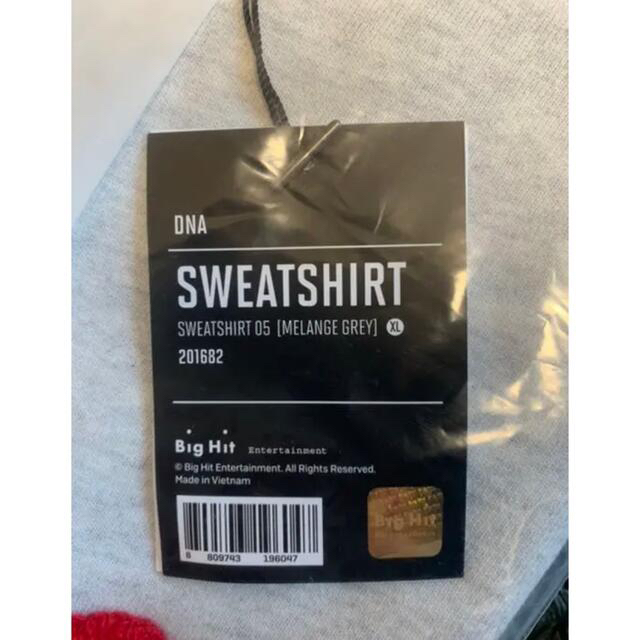 DNA
SWEATSHIRT
SWEATSHIRT 05 [MELANGE GREY] XL
201682
Big Hit Entertainment
© Big Hit Entertainment. All Rights Reserved.
Made in Vietnam
8 809743 196047
Big Hit